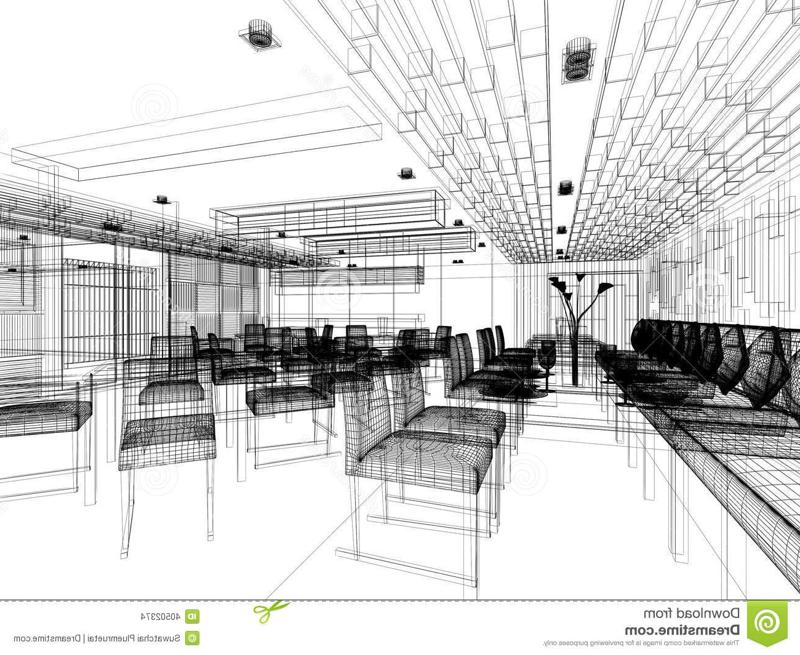 Download from
Dreamstime.com
This watermarked comp image is for previewing purposes only.
ID 40502374
© Suwatchai Pluemruetai | Dreamstime.com